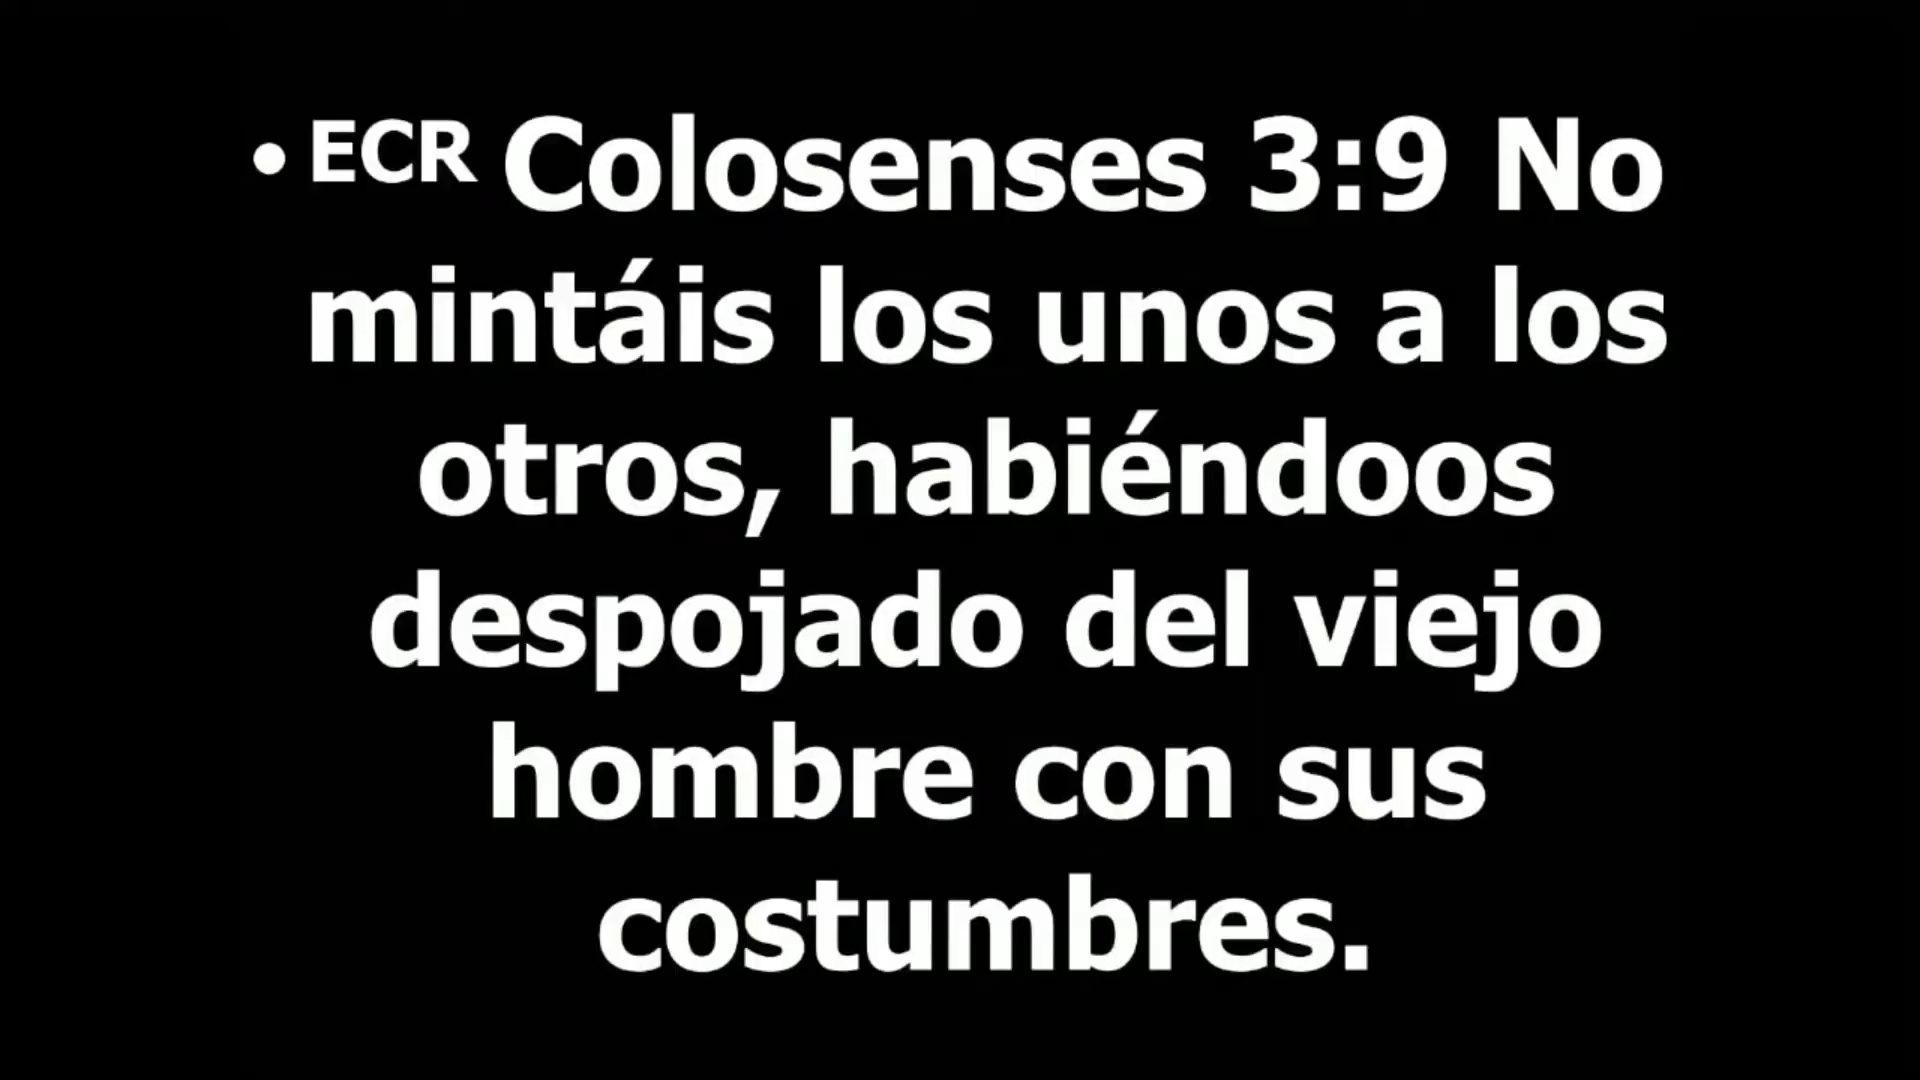 • ECR Colosenses 3:9 No
mintáis los unos a los
otros, habiéndoos
despojado del viejo
hombre con sus
costumbres.